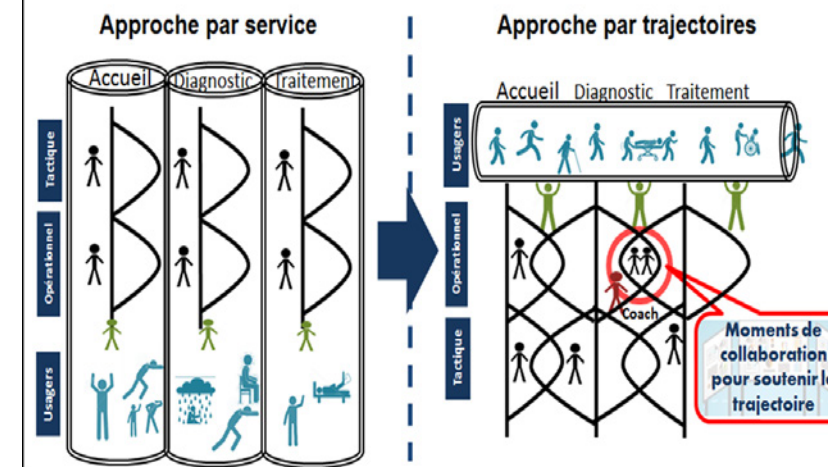 Approche par service
Accueil
Diagnostic
Traitement
Tactique
Opérationnel
Usagers
Approche par trajectoires
Accueil Diagnostic Traitement
Usagers
Opérationnel
Tactique
Coach
Moments de
collaboration
pour soutenir l
trajectoire